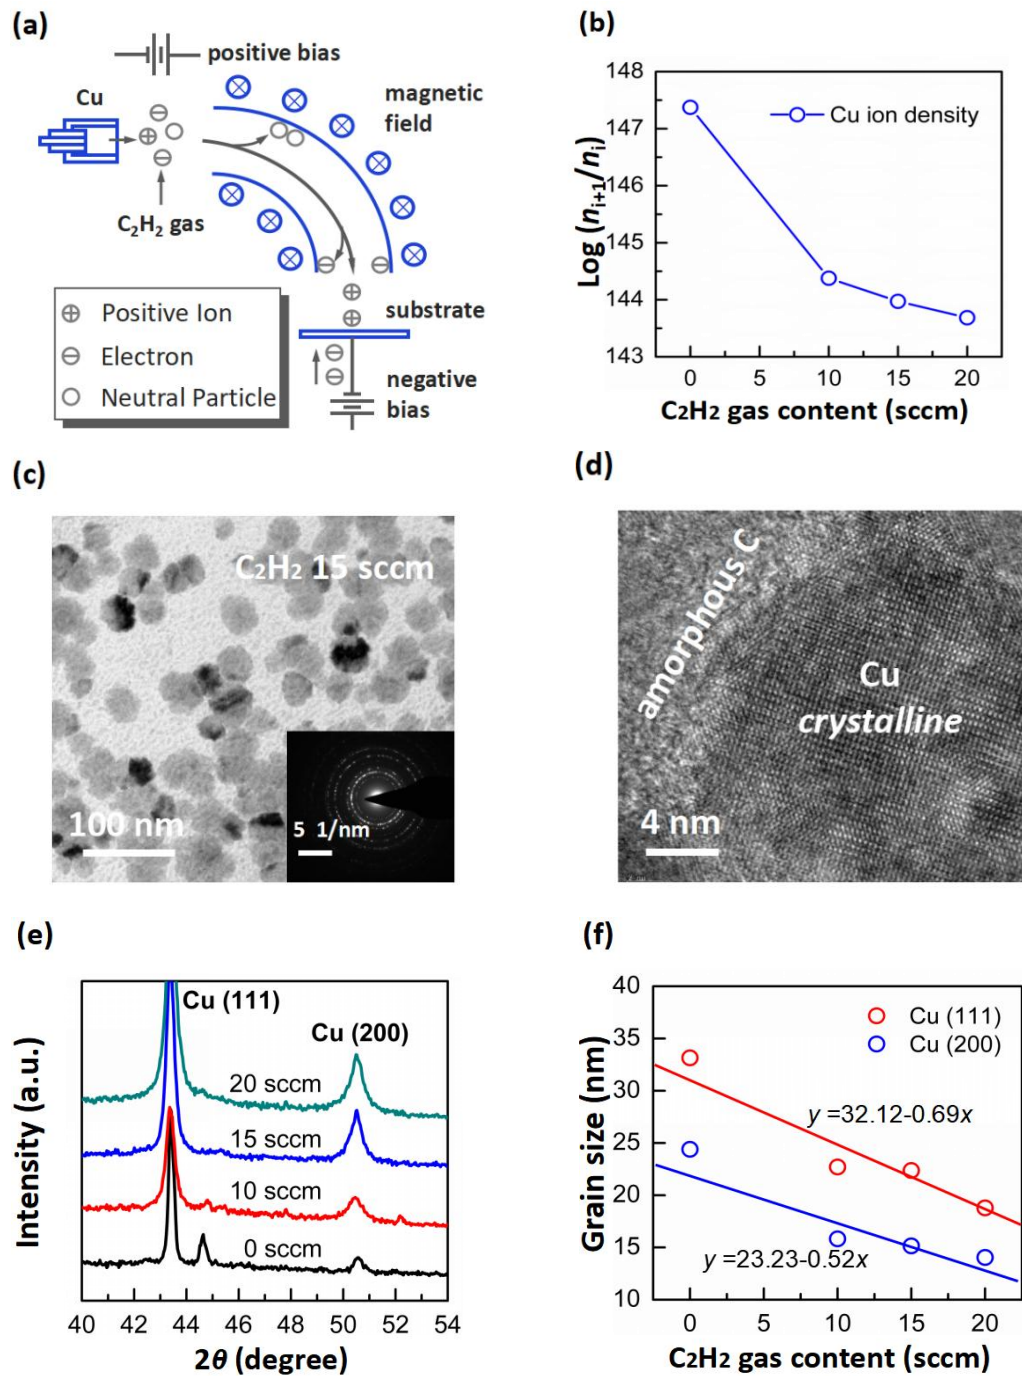 (a)
positive bias
Cu
magnetic
field
C₂H₂ gas
substrate
negative
bias
Positive Ion
Electron
Neutral Particle
(b)
148
147
146
145
144
143
Log (nᵢ₊₁/nᵢ)
Cu ion density
0 5 10 15 20
C₂H₂ gas content (sccm)
(c)
C₂H₂ 15 sccm
100 nm
5 1/nm
(d)
amorphous C
Cu
crystalline
4 nm
(e)
Intensity (a.u.)
Cu (111)
Cu (200)
20 sccm
15 sccm
10 sccm
0 sccm
40 42 44 46 48 50 52 54
2θ (degree)
(f)
40
35
30
25
20
15
10
Grain size (nm)
Cu (111)
Cu (200)
y =32.12-0.69x
y =23.23-0.52x
0 5 10 15 20
C₂H₂ gas content (sccm)